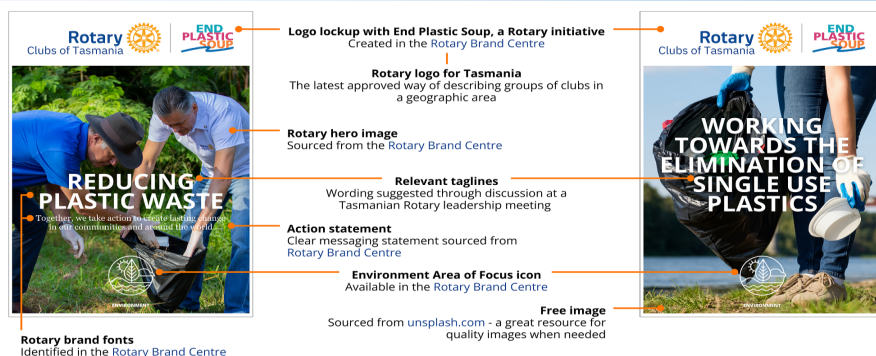 Rotary
Clubs of Tasmania
END
PLASTIC
SOUP
REDUCING
PLASTIC WASTE
Together, we take action to create lasting change
in our communities and around the world.
ENVIRONMENT
Rotary brand fonts
Identified in the Rotary Brand Centre
Logo lockup with End Plastic Soup, a Rotary initiative
Created in the Rotary Brand Centre
Rotary logo for Tasmania
The latest approved way of describing groups of clubs in
a geographic area
Rotary hero image
Sourced from the Rotary Brand Centre
Relevant taglines
Wording suggested through discussion at a
Tasmanian Rotary leadership meeting
Action statement
Clear messaging statement sourced from
Rotary Brand Centre
Environment Area of Focus icon
Available in the Rotary Brand Centre
Free image
Sourced from unsplash.com - a great resource for
quality images when needed
Rotary
Clubs of Tasmania
END
PLASTIC
SOUP
WORKING
TOWARDS THE
ELIMINATION OF
SINGLE USE
PLASTICS
ENVIRONMENT